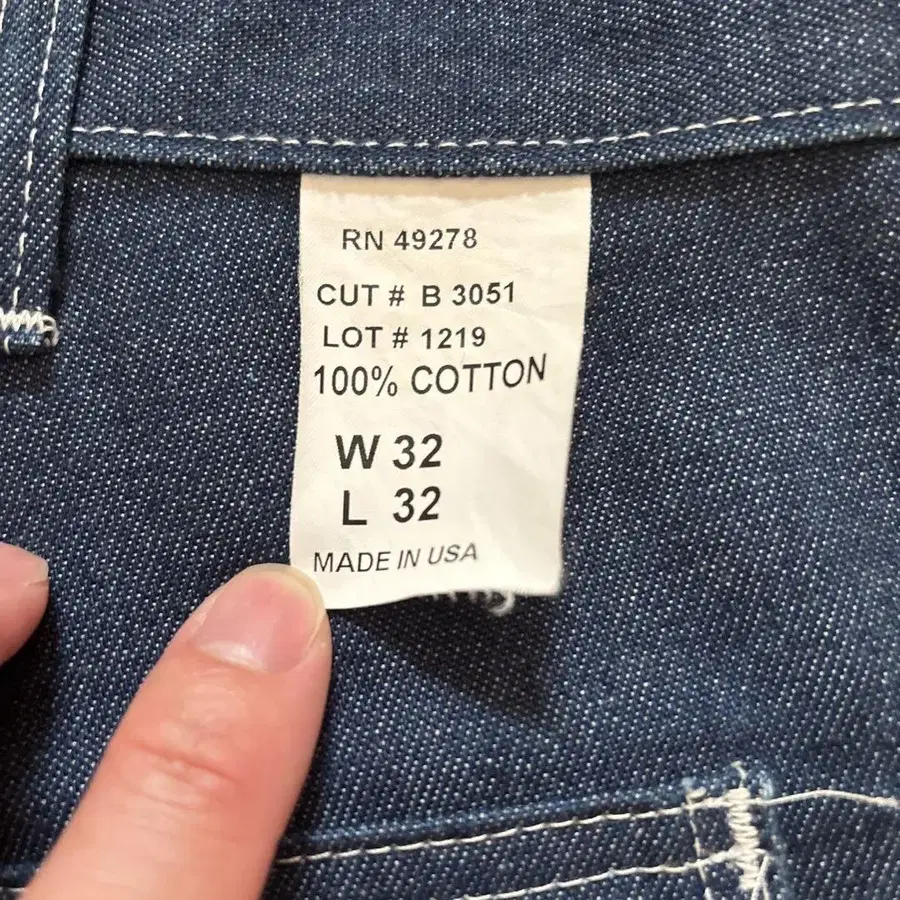 RN 49278
CUT # B 3051
LOT # 1219
100% COTTON
W 32
L 32
MADE IN USA